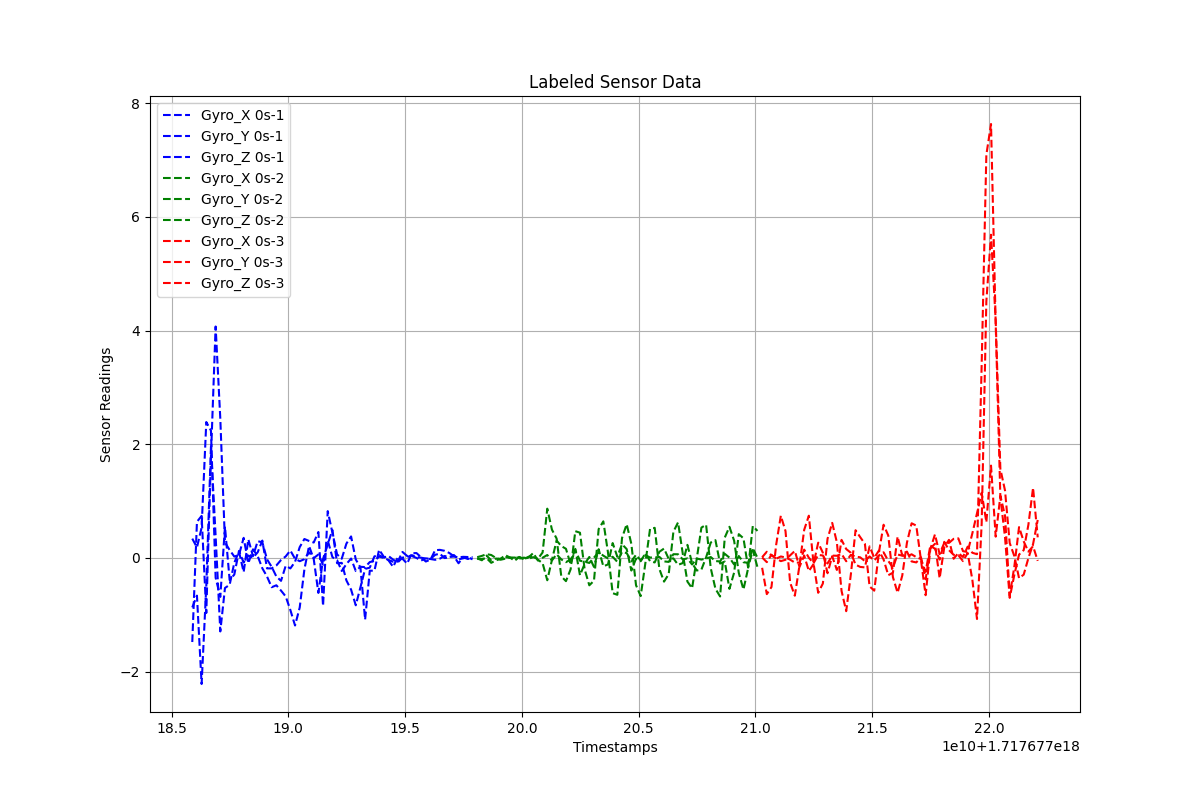 Labeled Sensor Data
8
6
4
2
0
−2
Sensor Readings
Gyro_X 0s-1
Gyro_Y 0s-1
Gyro_Z 0s-1
Gyro_X 0s-2
Gyro_Y 0s-2
Gyro_Z 0s-2
Gyro_X 0s-3
Gyro_Y 0s-3
Gyro_Z 0s-3
18.5 19.0 19.5 20.0 20.5 21.0 21.5 22.0
Timestamps
1e10+1.717677e18